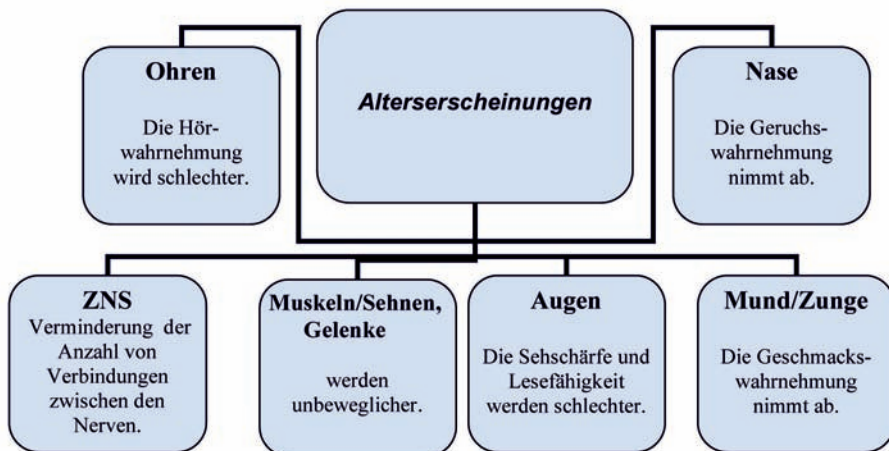 Alterserscheinungen
Ohren
Die Hör-
wahrnehmung
wird schlechter.
Nase
Die Geruchs-
wahrnehmung
nimmt ab.
ZNS
Verminderung der
Anzahl von
Verbindungen
zwischen den
Nerven.
Muskeln/Sehnen,
Gelenke
werden
unbeweglicher.
Augen
Die Sehschärfe und
Lesefähigkeit
werden schlechter.
Mund/Zunge
Die Geschmacks-
wahrnehmung
nimmt ab.